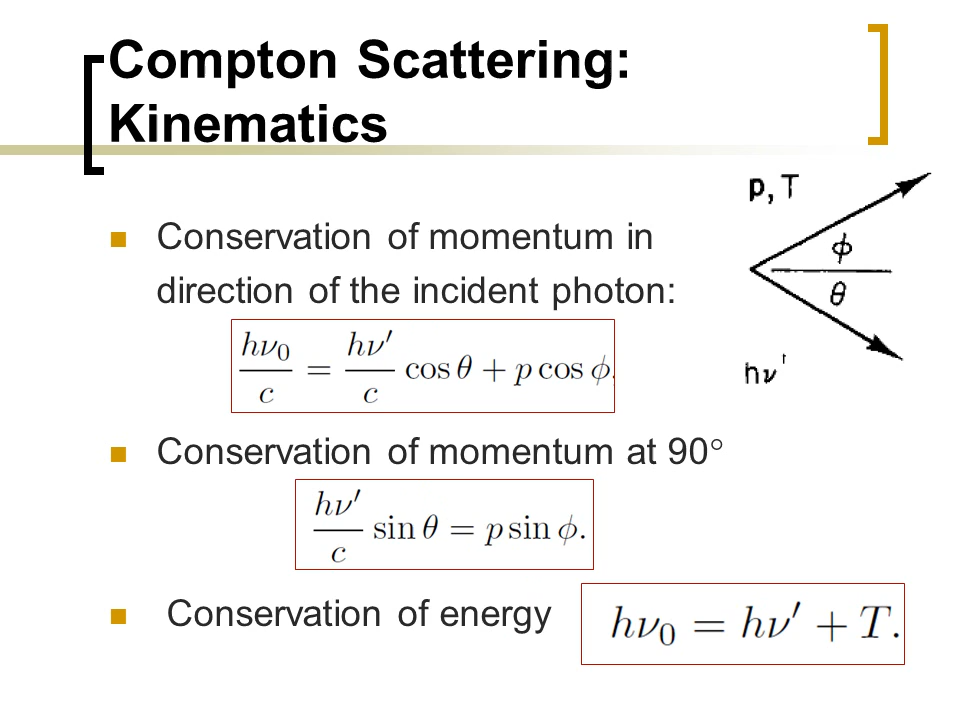 Compton Scattering:
Kinematics
p, T
ϕ
θ
hν'
Conservation of momentum in
direction of the incident photon:
hν₀/c = hν′/c cos θ + p cos ϕ.
Conservation of momentum at 90°
hν′/c sin θ = p sin ϕ.
Conservation of energy
hν₀ = hν′ + T.